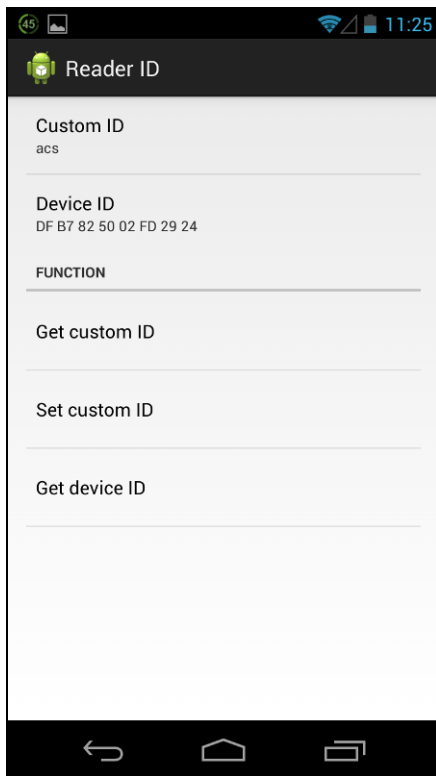 45
11:25
Reader ID
Custom ID
acs
Device ID
DF B7 82 50 02 FD 29 24
FUNCTION
Get custom ID
Set custom ID
Get device ID